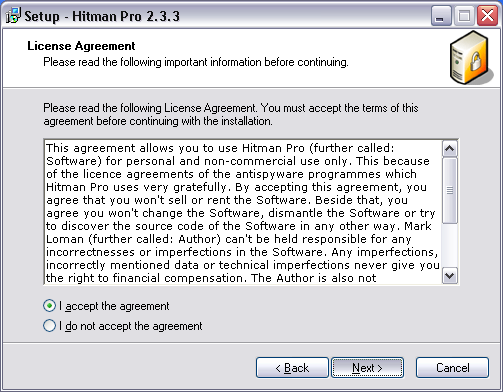 Setup - Hitman Pro 2.3.3
License Agreement
Please read the following important information before continuing.
Please read the following License Agreement. You must accept the terms of this
agreement before continuing with the installation.
This agreement allows you to use Hitman Pro (further called:
Software) for personal and non-commercial use only. This because
of the licence agreements of the antispyware programmes which
Hitman Pro uses very gratefully. By accepting this agreement, you
agree that you won't sell or rent the Software. Beside that, you
agree you won't change the Software, dismantle the Software or try
to discover the source code of the Software in any other way. Mark
Loman (further called: Author) can't be held responsible for any
incorrectnesses or imperfections in the Software. Any imperfections,
incorrectly mentioned data or technical imperfections never give you
the right to financial compensation. The Author is also not
I accept the agreement
I do not accept the agreement
< Back
Next >
Cancel